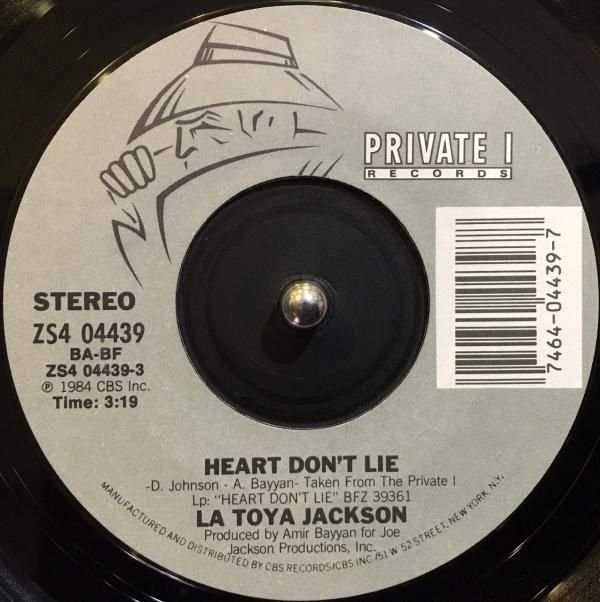 PRIVATE I
RECORDS
7464-04439-7
STEREO
ZS4 04439
BA-BF
ZS4 04439-3
℗ 1984 CBS Inc.
Time: 3:19
HEART DON'T LIE
-D. Johnson - A. Bayyan- Taken From The Private I
Lp: "HEART DON'T LIE" BFZ 39361
LA TOYA JACKSON
Produced by Amir Bayyan for Joe
Jackson Productions, Inc.
MANUFACTURED AND DISTRIBUTED BY CBS RECORDS/CBS INC./51 W 52 STREET, NEW YORK, N.Y.